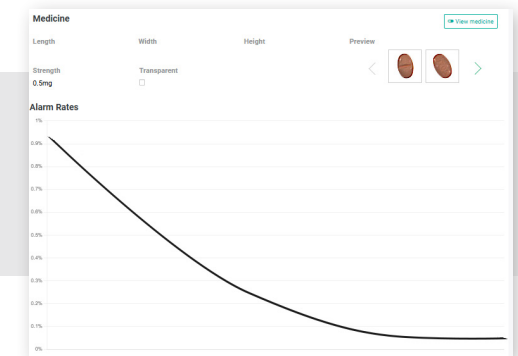 Medicine
View medicine
Length Width Height Preview
Strength Transparent
0.5mg
Alarm Rates
1%
0.9%
0.8%
0.7%
0.6%
0.5%
0.4%
0.3%
0.2%
0.1%
0%